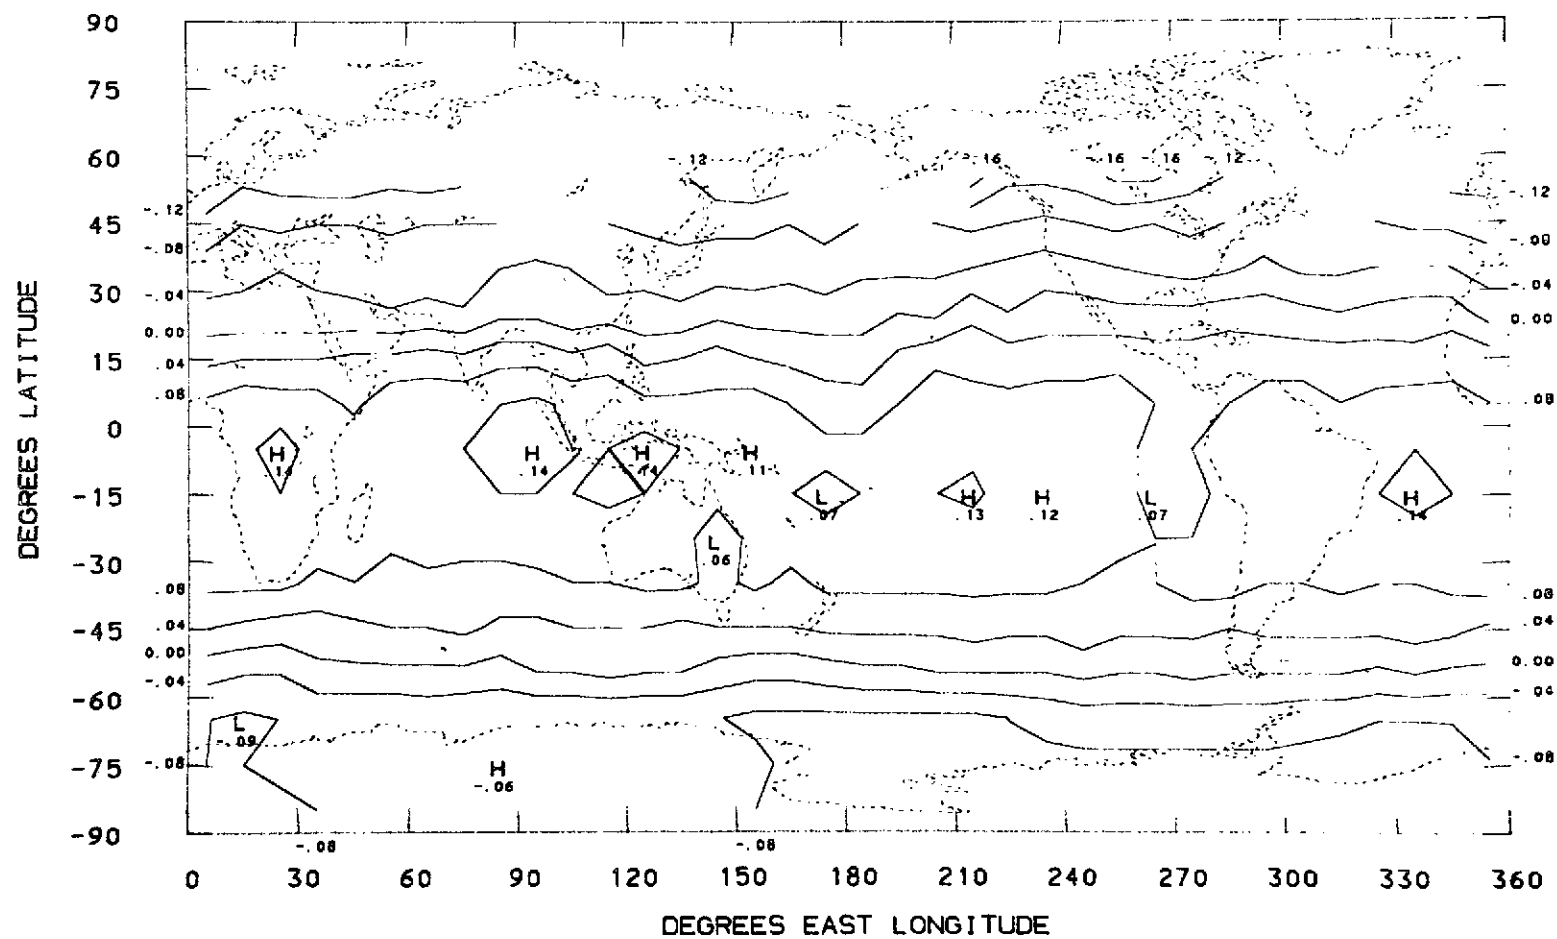 90
75
-.12 -.16 -.16 -.16 -.12
60
-.12 -.12
45
-.08 -.08
-.04 -.04
30
0.00 0.00
15
.04
.08 .08
0
H H H H
.14 .14 .11
-15
L H H L H
.07 .13 .12 .07 .14
L
.06
-30
.08 .08
.04 .04
-45
0.00 0.00
-.04 -.04
-60
L
-.09
-75
-.08 -.08
H
-.06
-90
-.08 -.08
0 30 60 90 120 150 180 210 240 270 300 330 360
DEGREES EAST LONGITUDE
DEGREES LATITUDE